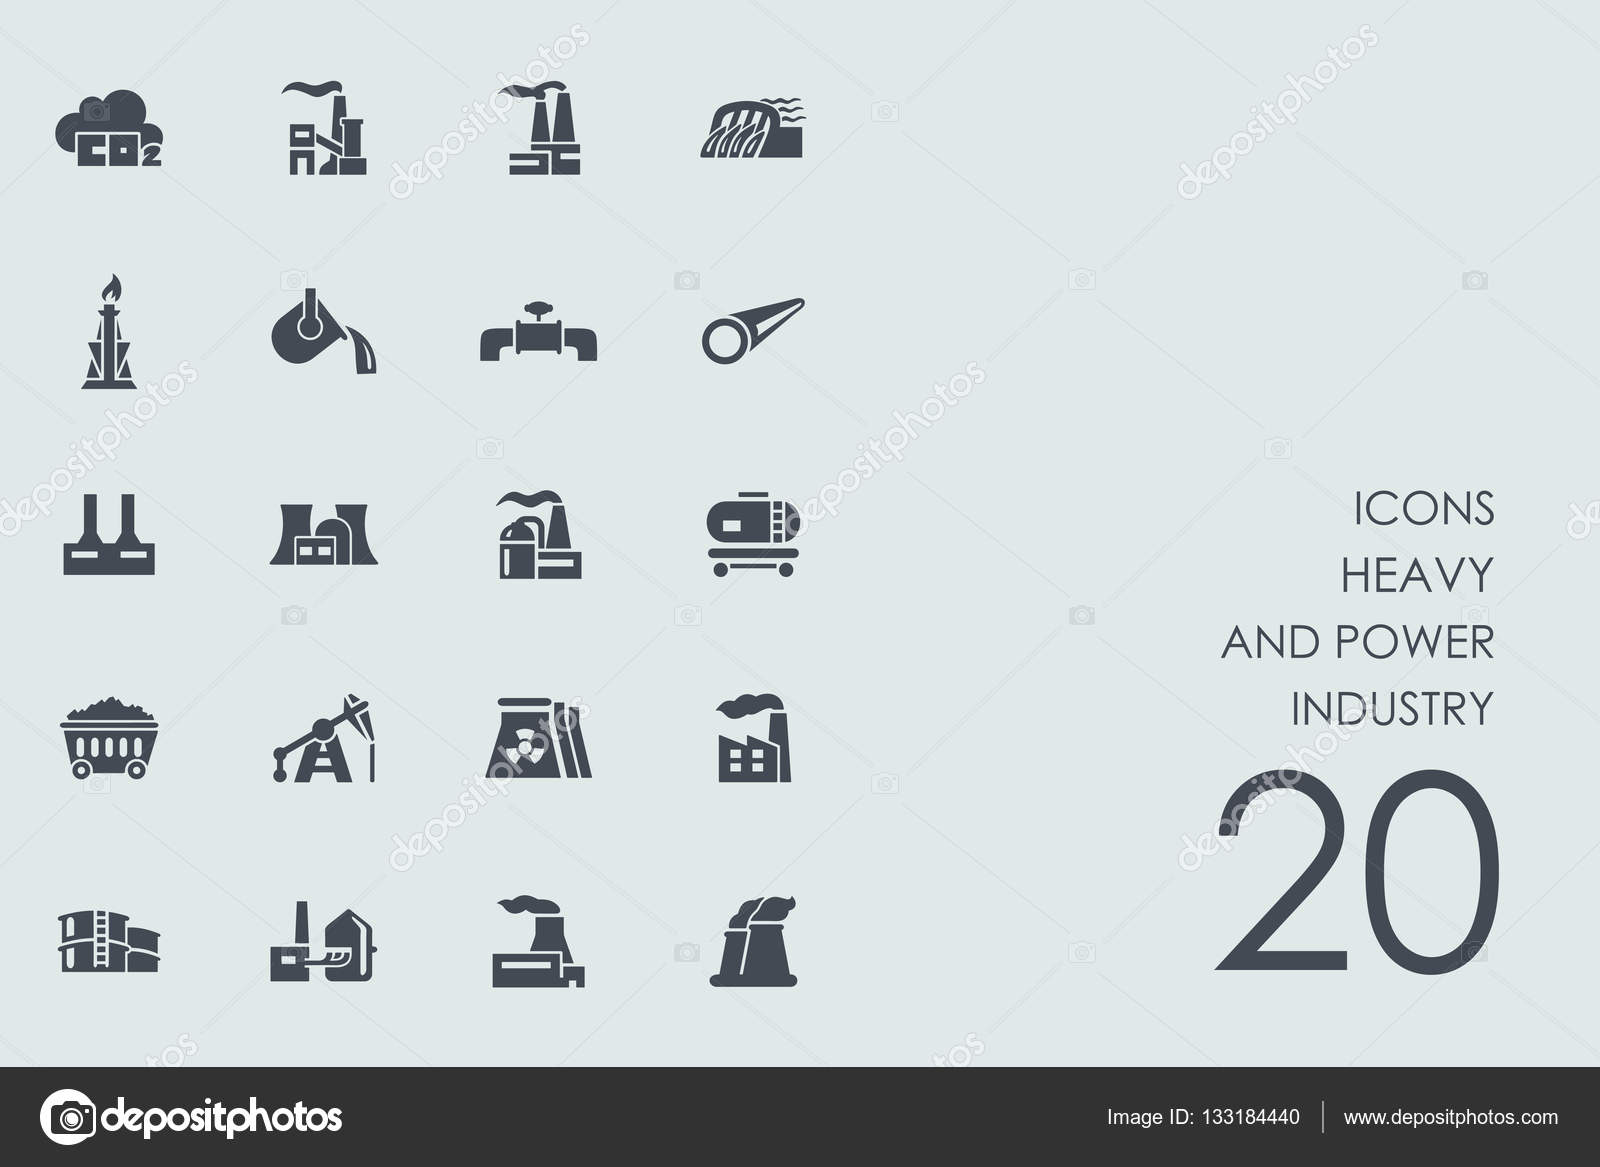 CO2
ICONS
HEAVY
AND POWER
INDUSTRY
20
depositphotos
Image ID: 133184440
www.depositphotos.com